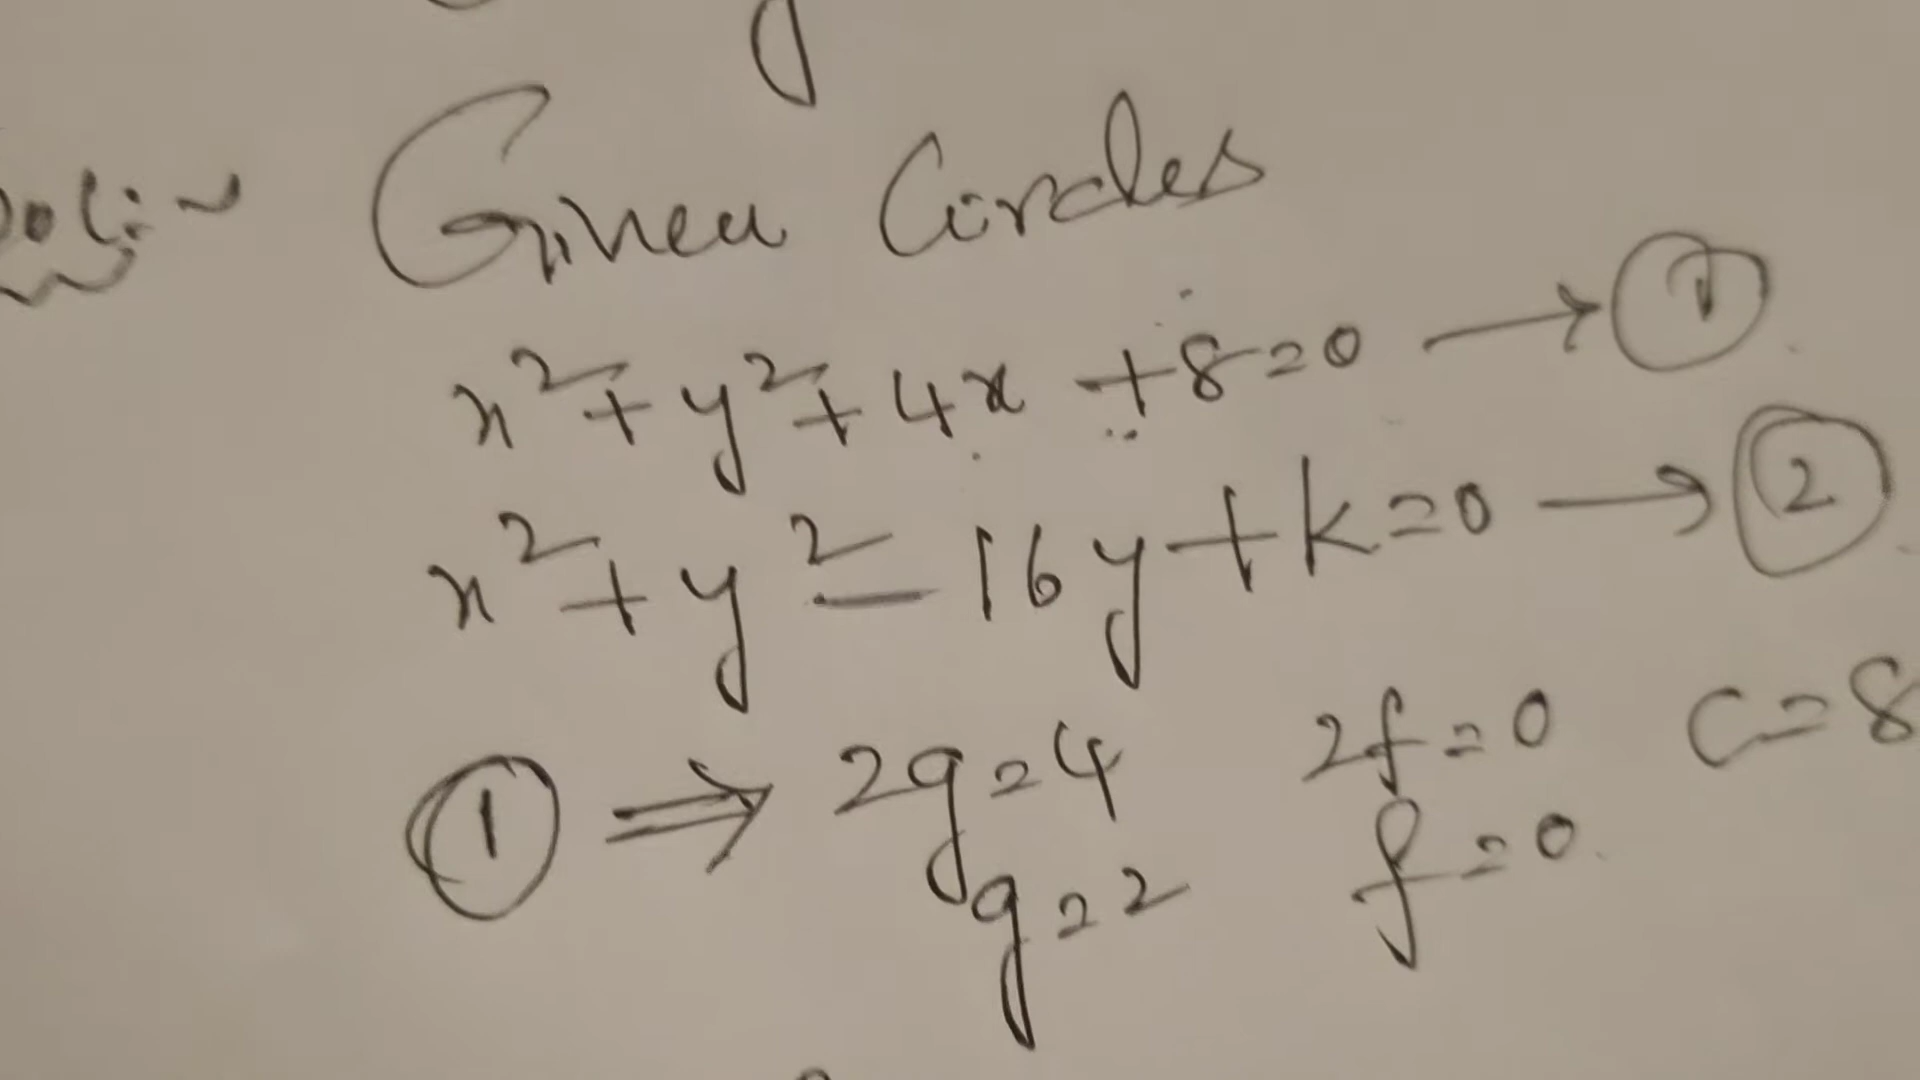 Soln:-
Given Circles
x² + y² + 4x + 8 = 0 → ①
x² + y² - 16y + k = 0 → ②
① ⇒ 2g = 4 2f = 0 c = 8
g = 2 f = 0